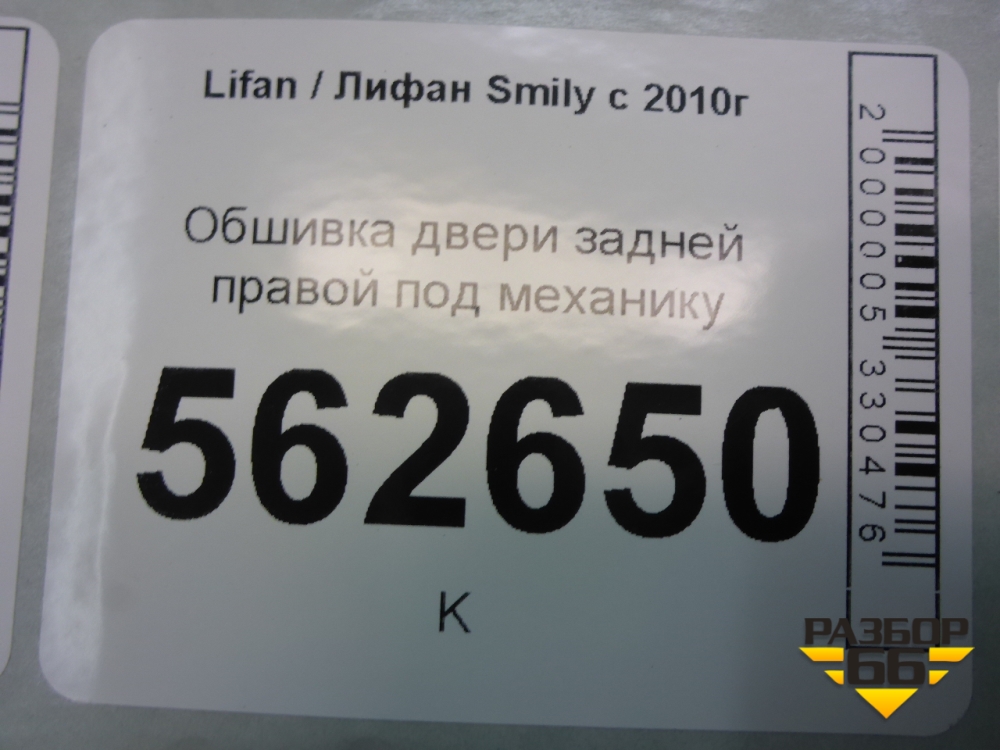 Lifan / Лифан Smily с 2010г
Обшивка двери задней
правой под механику
562650
К
2000005330476
РАЗБОР
66